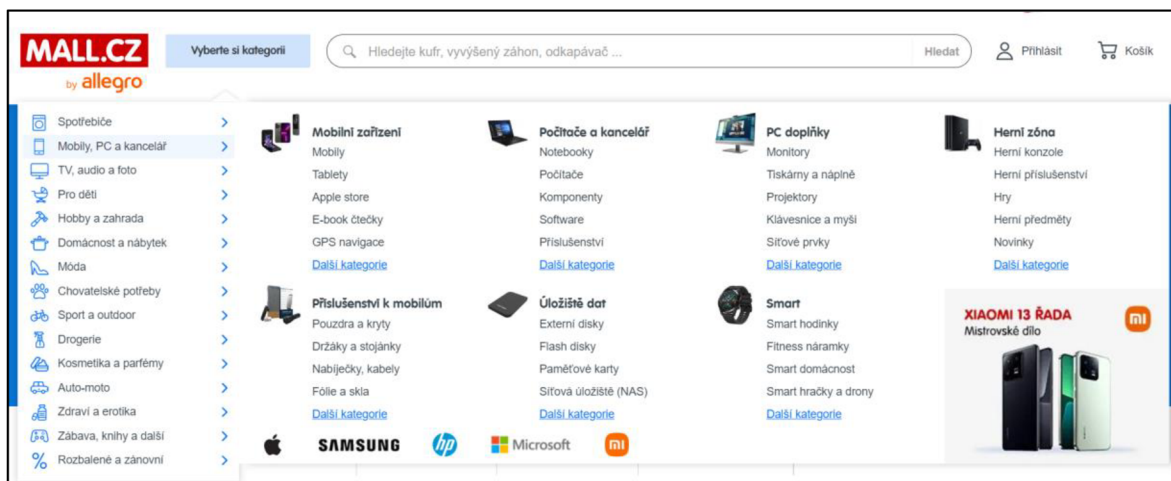 MALL.CZ
by allegro
Vyberte si kategorii
Hledejte kufr, vyvýšený záhon, odkapávač ...
Hledat
Přihlásit
Košík
Spotřebiče
Mobily, PC a kancelář
TV, audio a foto
Pro děti
Hobby a zahrada
Domácnost a nábytek
Móda
Chovatelské potřeby
Sport a outdoor
Drogerie
Kosmetika a parfémy
Auto-moto
Zdraví a erotika
Zábava, knihy a další
Rozbalené a zánovní
Mobilní zařízení
Mobily
Tablety
Apple store
E-book čtečky
GPS navigace
Další kategorie
Počítače a kancelář
Notebooky
Počítače
Komponenty
Software
Příslušenství
Další kategorie
PC doplňky
Monitory
Tiskárny a náplně
Projektory
Klávesnice a myši
Síťové prvky
Další kategorie
Herní zóna
Herní konzole
Herní příslušenství
Hry
Herní předměty
Novinky
Další kategorie
Příslušenství k mobilům
Pouzdra a kryty
Držáky a stojánky
Nabíječky, kabely
Fólie a skla
Další kategorie
Úložiště dat
Externí disky
Flash disky
Paměťové karty
Síťová úložiště (NAS)
Další kategorie
Smart
Smart hodinky
Fitness náramky
Smart domácnost
Smart hračky a drony
Další kategorie
XIAOMI 13 ŘADA
Mistrovské dílo
mi
SAMSUNG
hp
Microsoft
mi